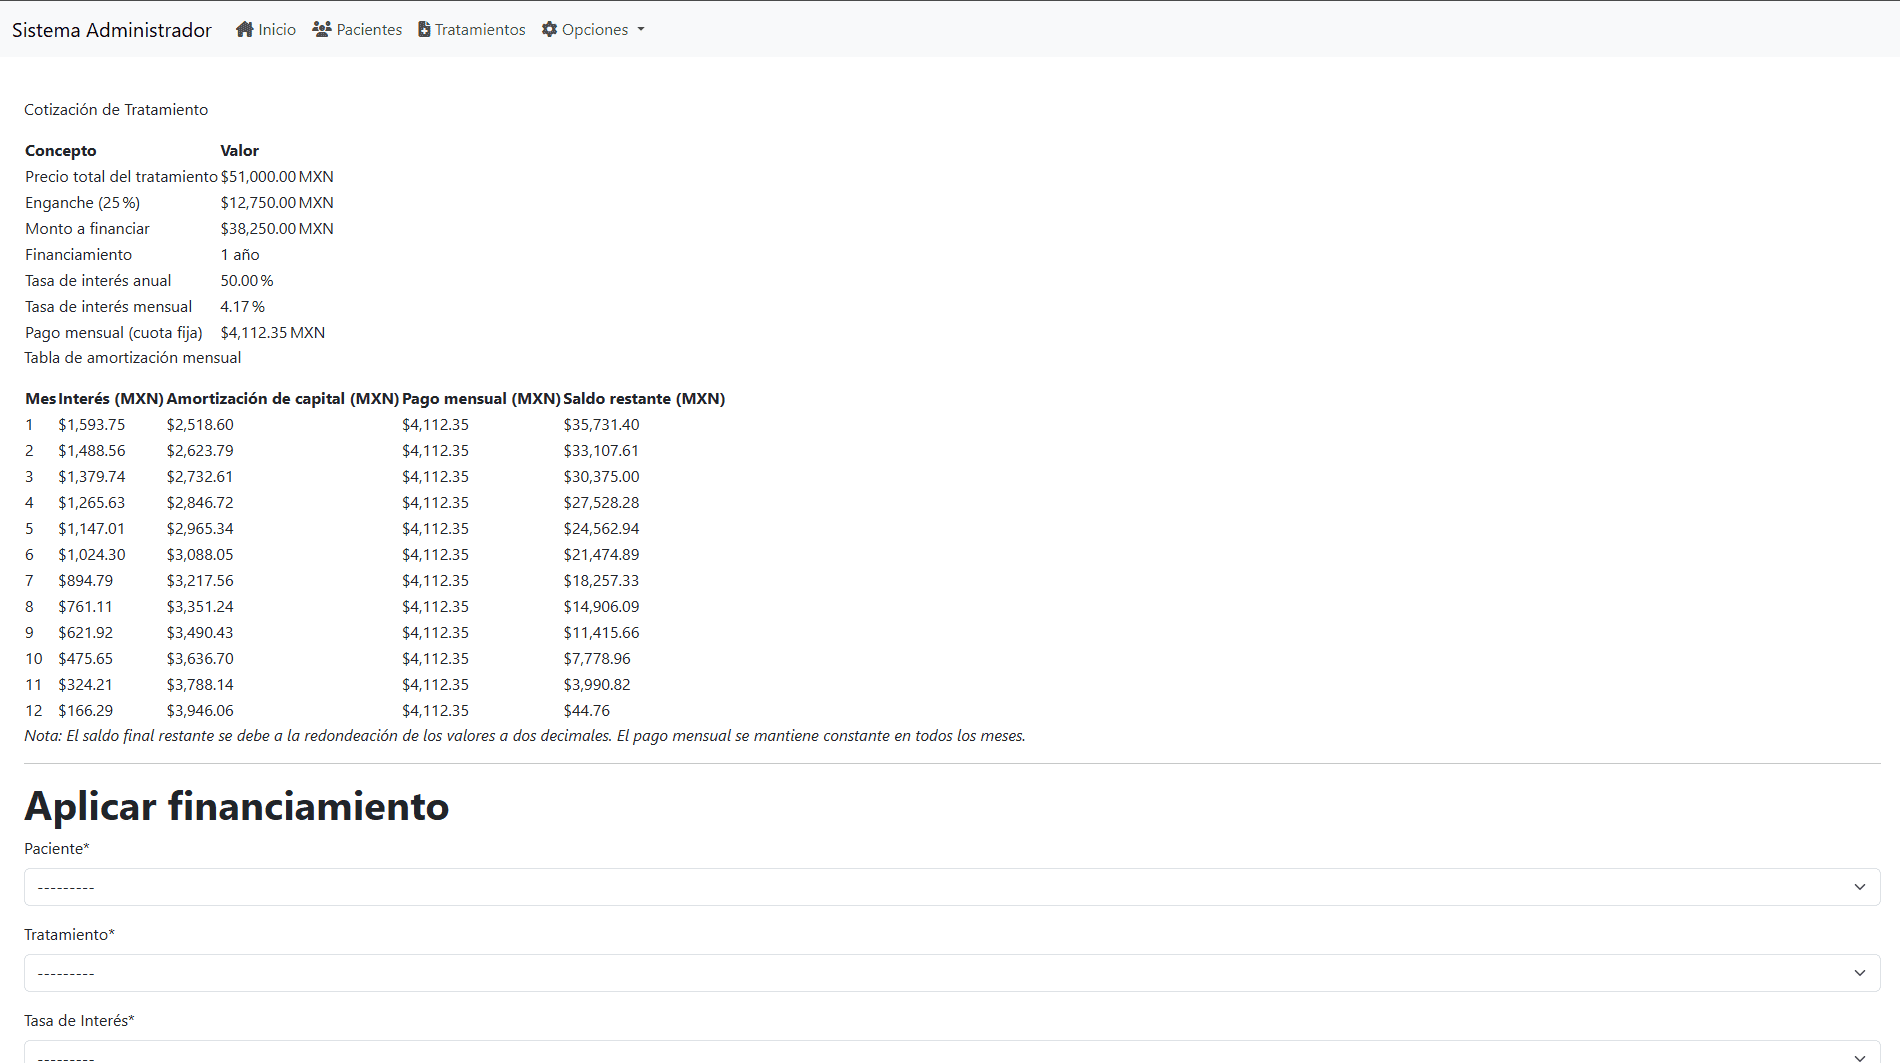 Sistema Administrador Inicio Pacientes Tratamientos Opciones
Cotización de Tratamiento
Concepto Valor
Precio total del tratamiento $51,000.00 MXN
Enganche (25 %) $12,750.00 MXN
Monto a financiar $38,250.00 MXN
Financiamiento 1 año
Tasa de interés anual 50.00 %
Tasa de interés mensual 4.17 %
Pago mensual (cuota fija) $4,112.35 MXN
Tabla de amortización mensual
Mes Interés (MXN) Amortización de capital (MXN) Pago mensual (MXN) Saldo restante (MXN)
1 $1,593.75 $2,518.60 $4,112.35 $35,731.40
2 $1,488.56 $2,623.79 $4,112.35 $33,107.61
3 $1,379.74 $2,732.61 $4,112.35 $30,375.00
4 $1,265.63 $2,846.72 $4,112.35 $27,528.28
5 $1,147.01 $2,965.34 $4,112.35 $24,562.94
6 $1,024.30 $3,088.05 $4,112.35 $21,474.89
7 $894.79 $3,217.56 $4,112.35 $18,257.33
8 $761.11 $3,351.24 $4,112.35 $14,906.09
9 $621.92 $3,490.43 $4,112.35 $11,415.66
10 $475.65 $3,636.70 $4,112.35 $7,778.96
11 $324.21 $3,788.14 $4,112.35 $3,990.82
12 $166.29 $3,946.06 $4,112.35 $44.76
Nota: El saldo final restante se debe a la redondeación de los valores a dos decimales. El pago mensual se mantiene constante en todos los meses.
Aplicar financiamiento
Paciente*
---------
Tratamiento*
---------
Tasa de Interés*
---------